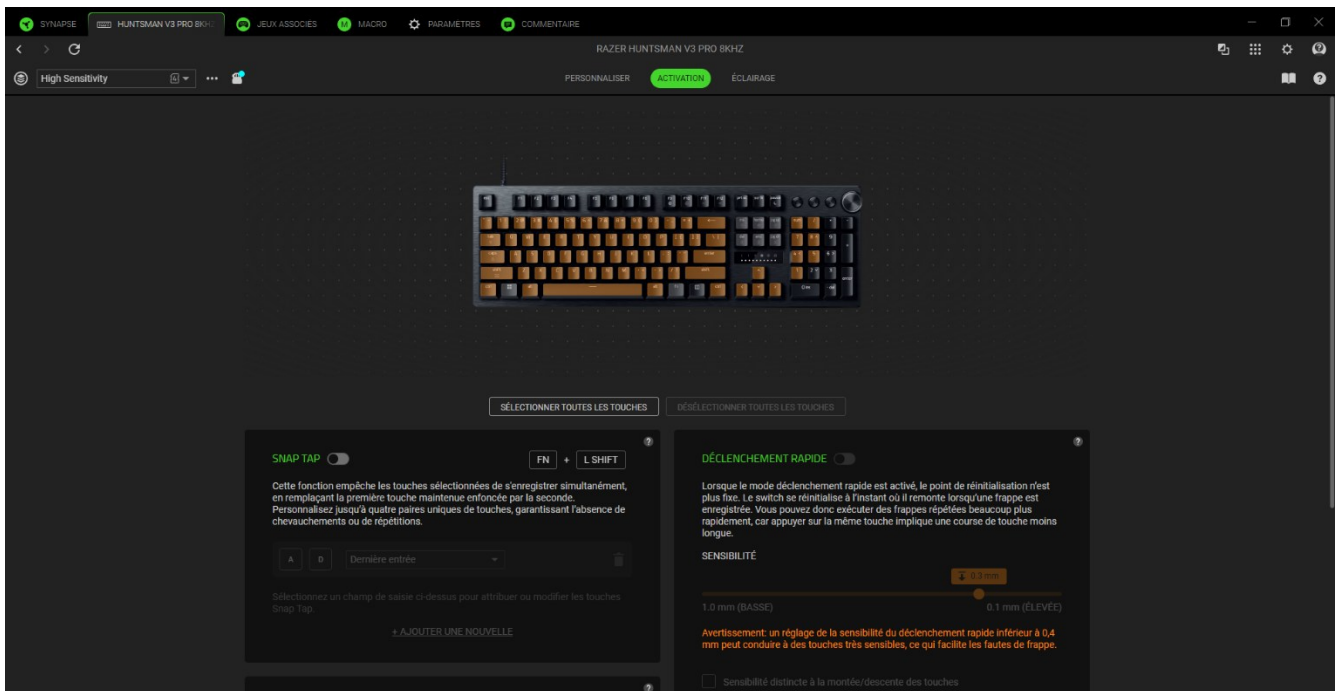 SYNAPSE
HUNTSMAN V3 PRO 8KHZ
JEUX ASSOCIES
MACRO
PARAMÈTRES
COMMENTAIRE
RAZER HUNTSMAN V3 PRO 8KHZ
High Sensitivity
PERSONNALISER
ACTIVATION
ÉCLAIRAGE
SÉLECTIONNER TOUTES LES TOUCHES
DÉSÉLECTIONNER TOUTES LES TOUCHES
SNAP TAP
FN + L SHIFT
Cette fonction empêche les touches sélectionnées de s'enregistrer simultanément,
en remplaçant la première touche maintenue enfoncée par la seconde.
Personnalisez jusqu'à quatre paires uniques de touches, garantissant l'absence de
chevauchements ou de répétitions.
A D Dernière entrée
Sélectionnez un champ de saisie ci-dessus pour attribuer ou modifier les touches
Snap Tap.
+ AJOUTER UNE NOUVELLE
DÉCLENCHEMENT RAPIDE
Lorsque le mode déclenchement rapide est activé, le point de réinitialisation n'est
plus fixe. Le switch se réinitialise à l'instant où il remonte lorsqu'une frappe est
enregistrée. Vous pouvez donc exécuter des frappes répétées beaucoup plus
rapidement, car appuyer sur la même touche implique une course de touche moins
longue.
SENSIBILITÉ
0.3 mm
1.0 mm (BASSE)
0.1 mm (ÉLEVÉE)
Avertissement: un réglage de la sensibilité du déclenchement rapide inférieur à 0,4
mm peut conduire à des touches très sensibles, ce qui facilite les fautes de frappe.
Sensibilité distincte à la montée/descente des touches